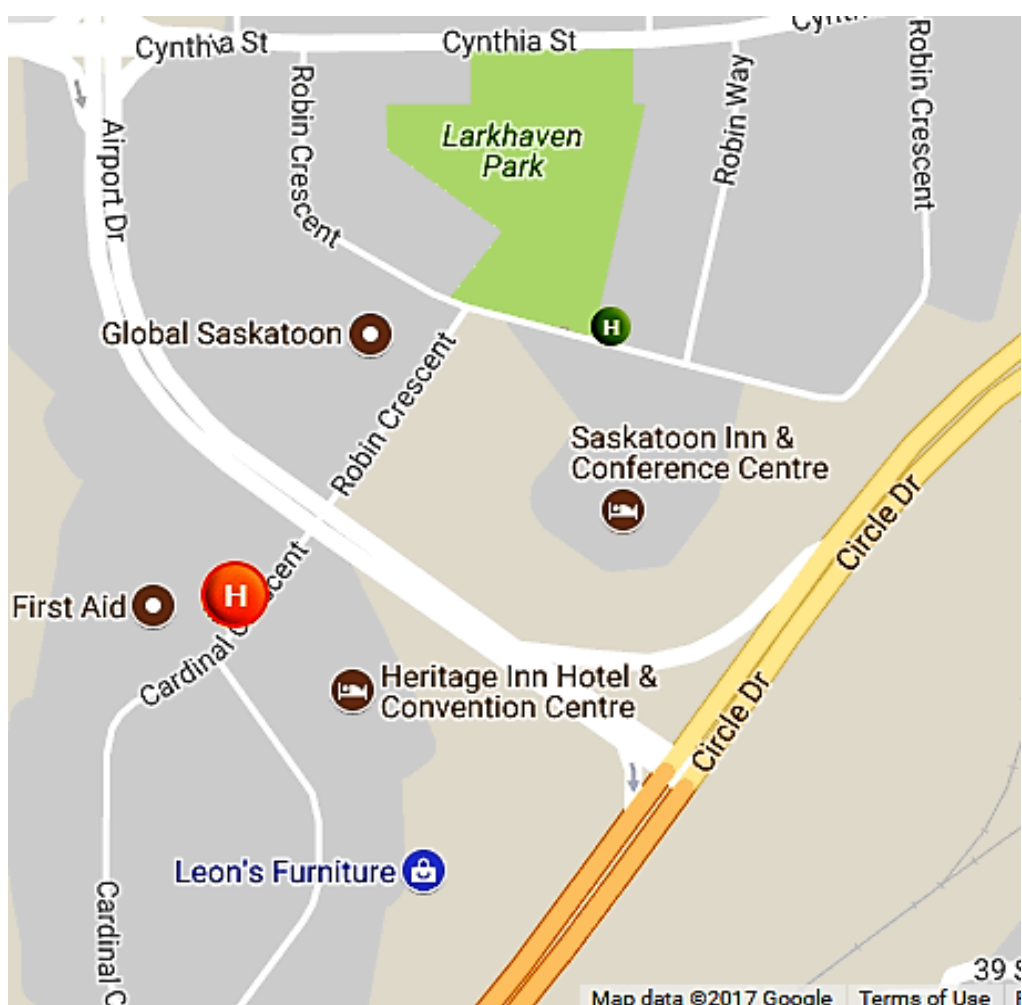 Cynthia St
Cynthia St
Cynthia
Robin Crescent
Larkhaven
Park
Robin Way
Robin Crescent
Airport Dr
Global Saskatoon
H
Robin Crescent
Saskatoon Inn &
Conference Centre
Circle Dr
First Aid
H
Cardinal Crescent
Heritage Inn Hotel &
Convention Centre
Circle Dr
Leon's Furniture
Cardinal C
39 S
Map data ©2017 Google
Terms of Use